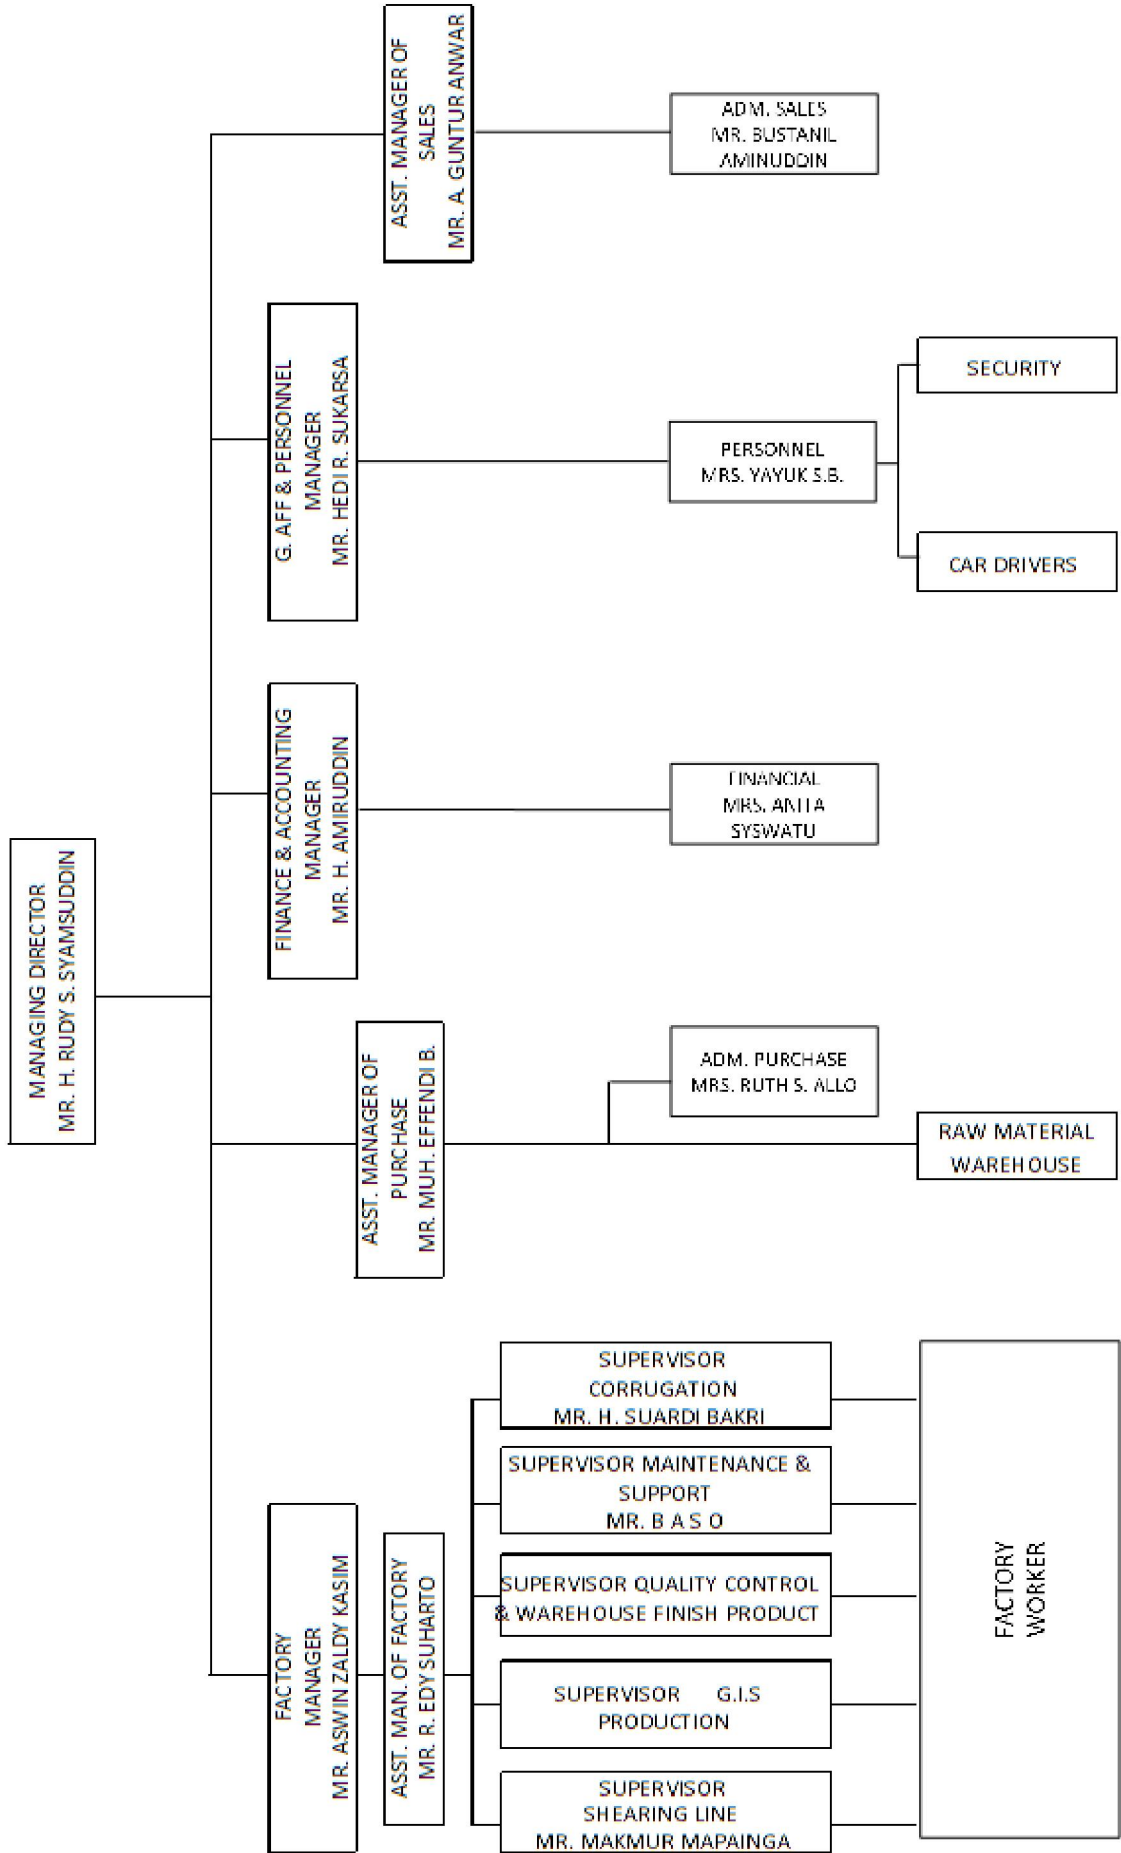 MANAGING DIRECTOR
MR. H. RUDY S. SYAMSUDDIN
ASST. MANAGER OF
SALES
MR. A. GUNTUR ANWAR
ADM. SALES
MR. BUSTANIL
AMINUDDIN
G. AFF & PERSONNEL
MANAGER
MR. HEDI R. SUKARSA
PERSONNEL
MRS. YAYUK S.B.
SECURITY
CAR DRIVERS
FINANCE & ACCOUNTING
MANAGER
MR. H. AMIRUDDIN
FINANCIAL
MRS. ANITA
SYSWATU
ASST. MANAGER OF
PURCHASE
MR. MUH. EFFENDI B.
ADM. PURCHASE
MRS. RUTH S. ALLO
RAW MATERIAL
WAREHOUSE
FACTORY
MANAGER
MR. ASWIN ZALDY KASIM
ASST. MAN. OF FACTORY
MR. R. EDY SUHARTO
SUPERVISOR
CORRUGATION
MR. H. SUARDI BAKRI
SUPERVISOR MAINTENANCE &
SUPPORT
MR. B A S O
SUPERVISOR QUALITY CONTROL
& WAREHOUSE FINISH PRODUCT
SUPERVISOR G.I.S
PRODUCTION
SUPERVISOR
SHEARING LINE
MR. MAKMUR MAPAINGA
FACTORY
WORKER